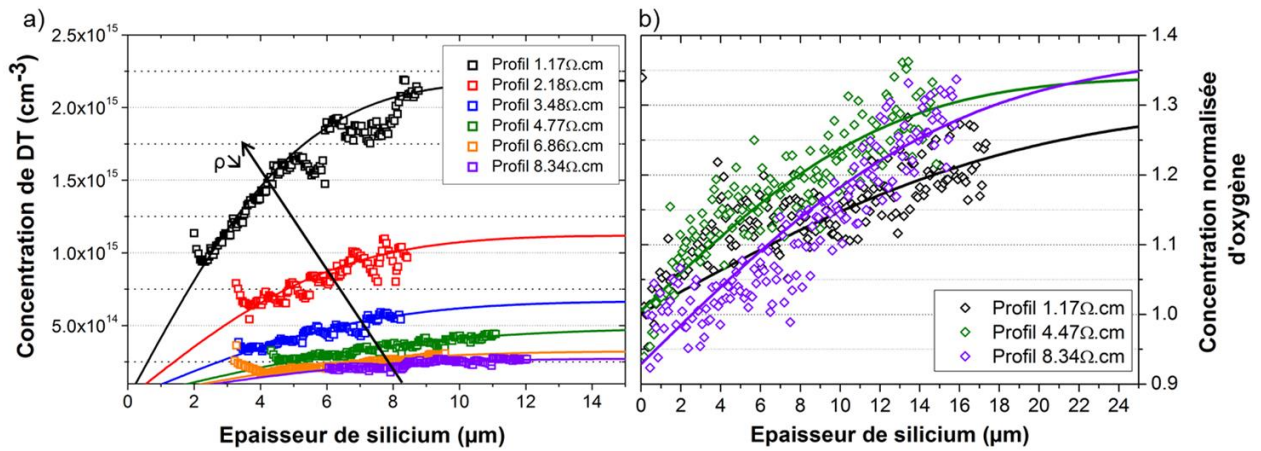 a)
Concentration de DT (cm-3)
2.5x10^15
2.0x10^15
1.5x10^15
1.0x10^15
5.0x10^14
ρ
Profil 1.17Ω.cm
Profil 2.18Ω.cm
Profil 3.48Ω.cm
Profil 4.77Ω.cm
Profil 6.86Ω.cm
Profil 8.34Ω.cm
0 2 4 6 8 10 12 14
Epaisseur de silicium (µm)
b)
1.4
1.3
1.2
1.1
1.0
0.9
Concentration normalisée
d'oxygène
Profil 1.17Ω.cm
Profil 4.47Ω.cm
Profil 8.34Ω.cm
0 2 4 6 8 10 12 14 16 18 20 22 24
Epaisseur de silicium (µm)